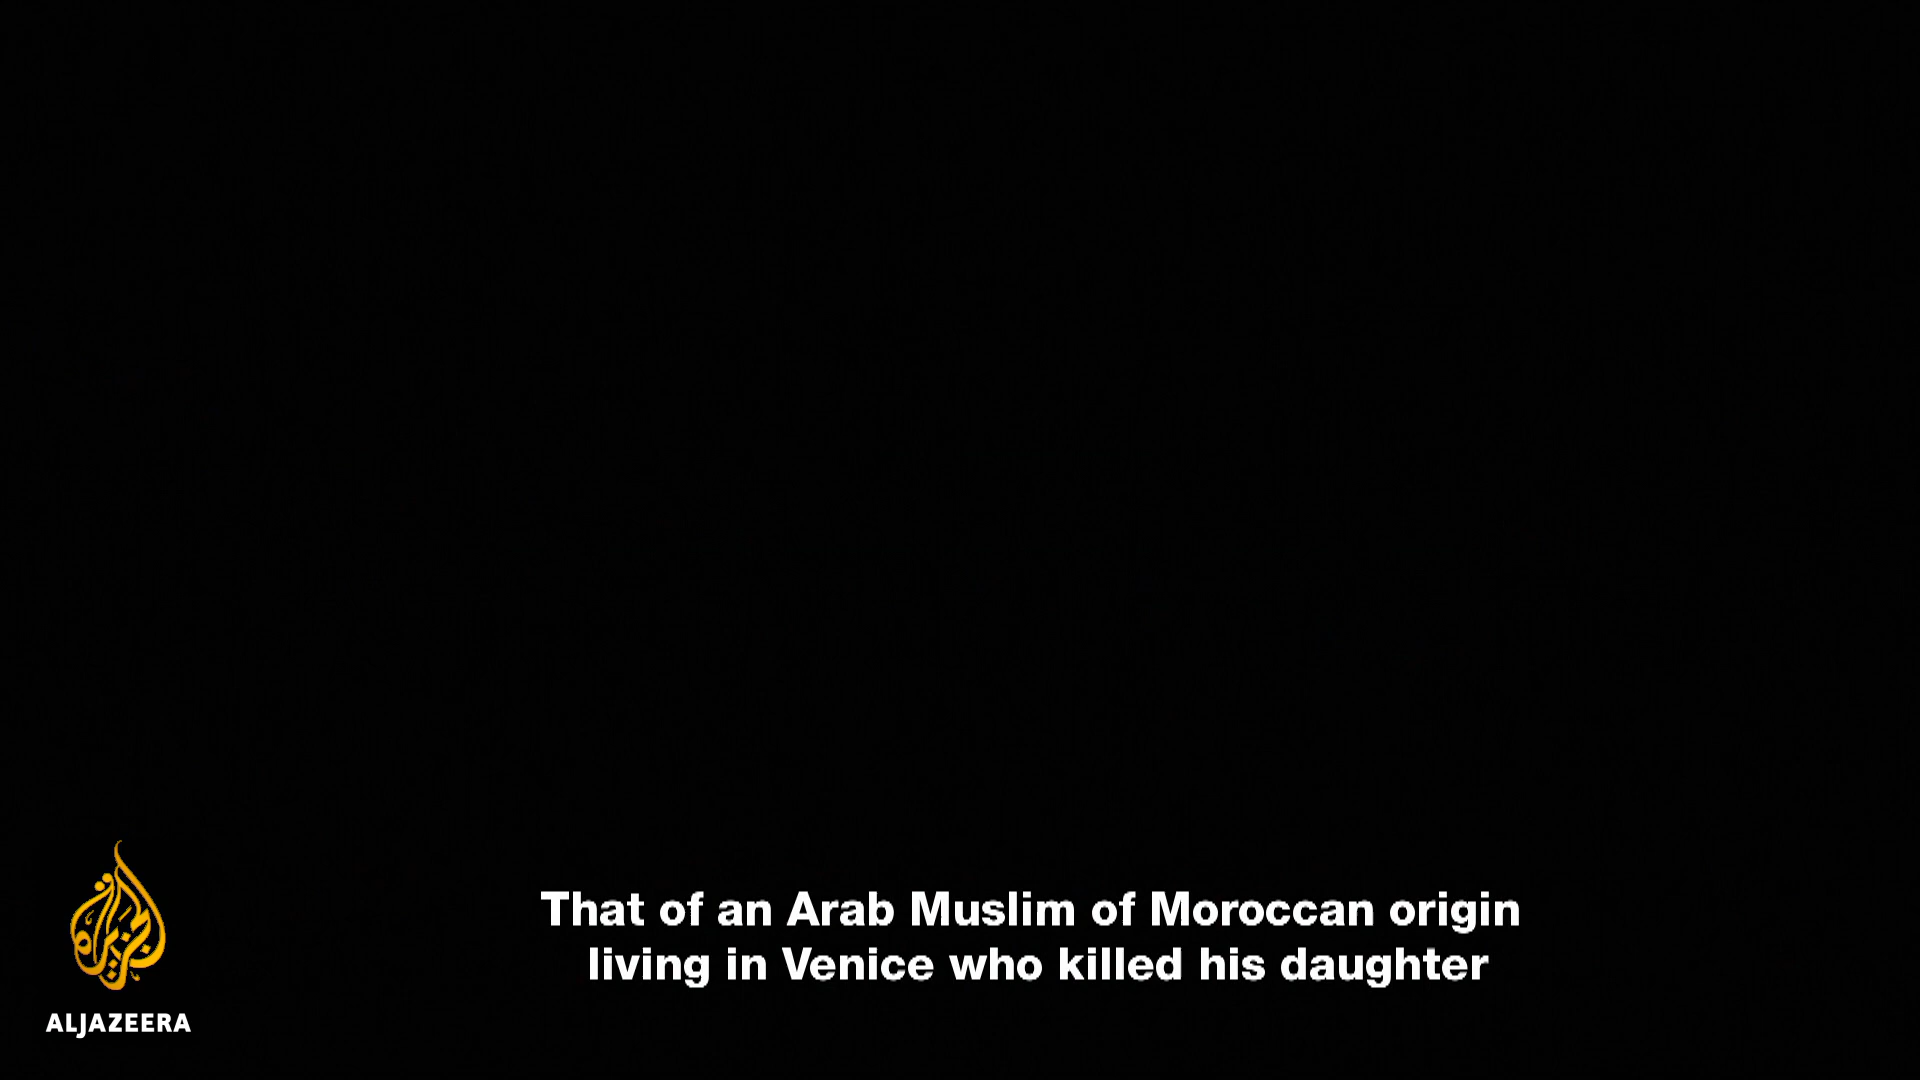 That of an Arab Muslim of Moroccan origin
living in Venice who killed his daughter
الجزيرة
ALJAZEERA